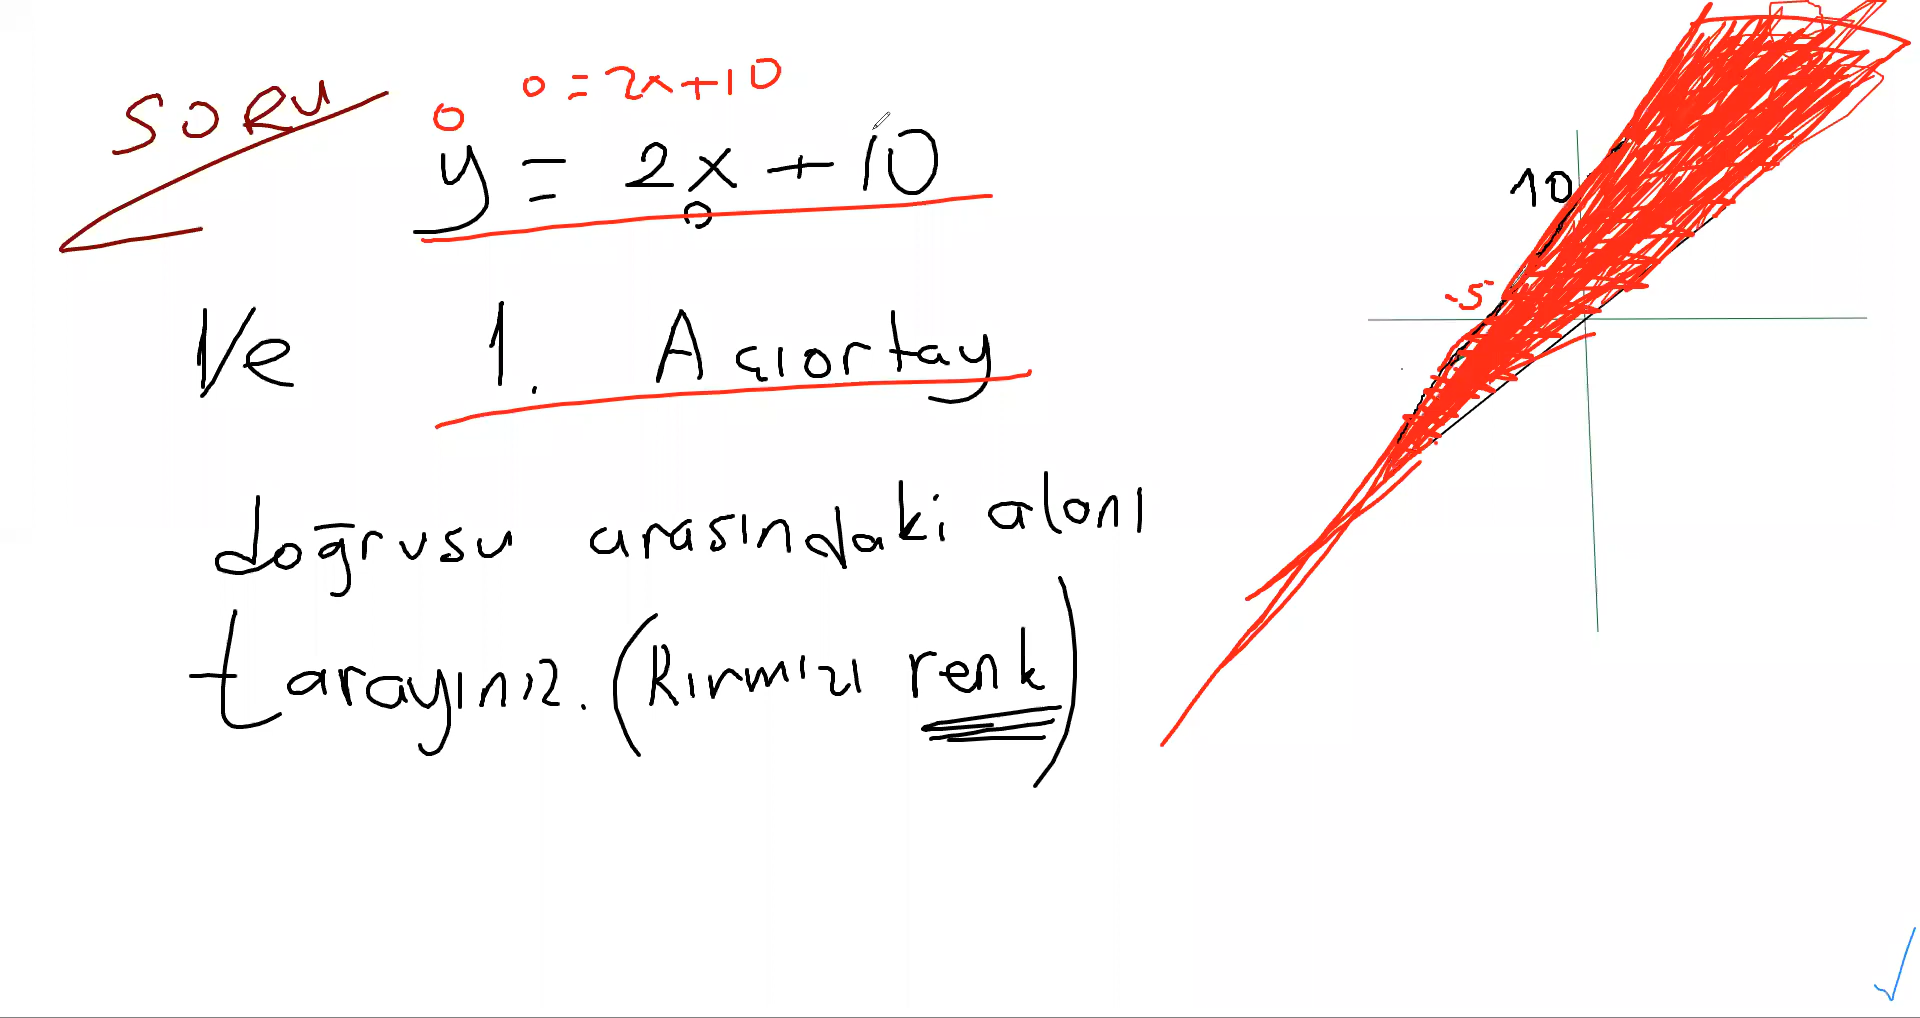 SORU
0 = 2x + 10
0
y = 2x + 10
0
10
-5
Ve 1. Açıortay
doğrusu arasındaki alanı
tarayınız. (Kırmızı renk)